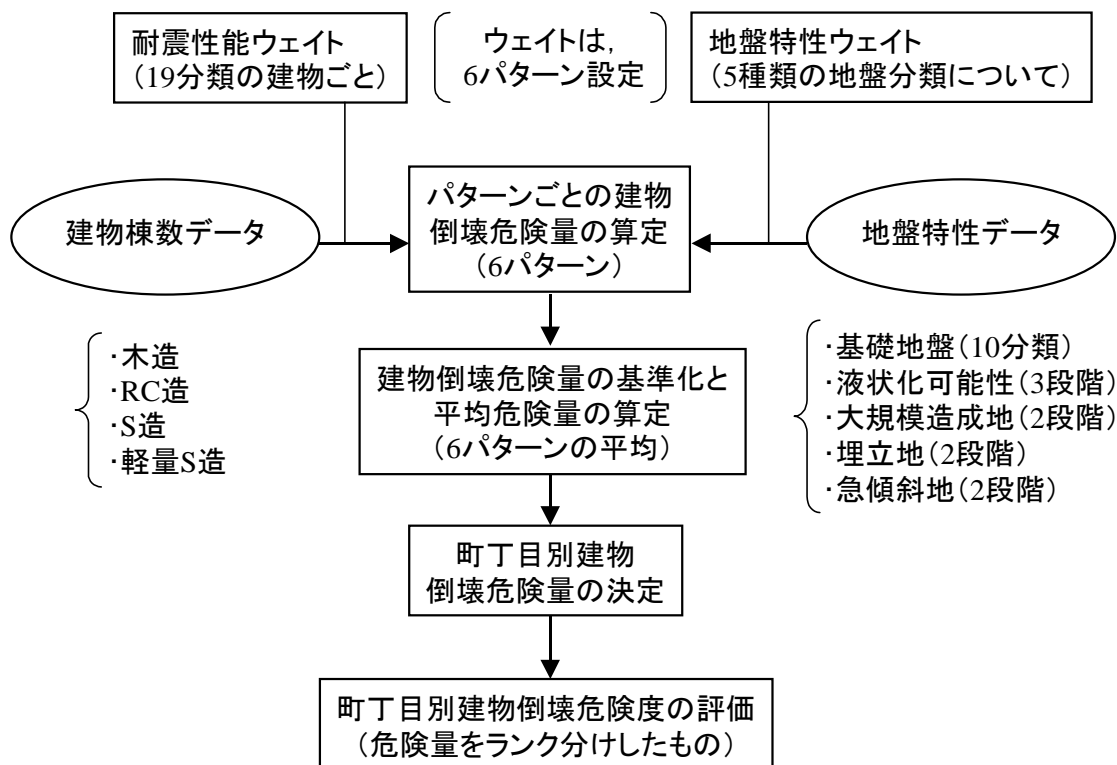 耐震性能ウェイト
(19分類の建物ごと)
ウェイトは,
6パターン設定
地盤特性ウェイト
(5種類の地盤分類について)
建物棟数データ
パターンごとの建物
倒壊危険量の算定
(6パターン)
地盤特性データ
・木造
・RC造
・S造
・軽量S造
建物倒壊危険量の基準化と
平均危険量の算定
(6パターンの平均)
・基礎地盤(10分類)
・液状化可能性(3段階)
・大規模造成地(2段階)
・埋立地(2段階)
・急傾斜地(2段階)
町丁目別建物
倒壊危険量の決定
町丁目別建物倒壊危険度の評価
(危険量をランク分けしたもの)